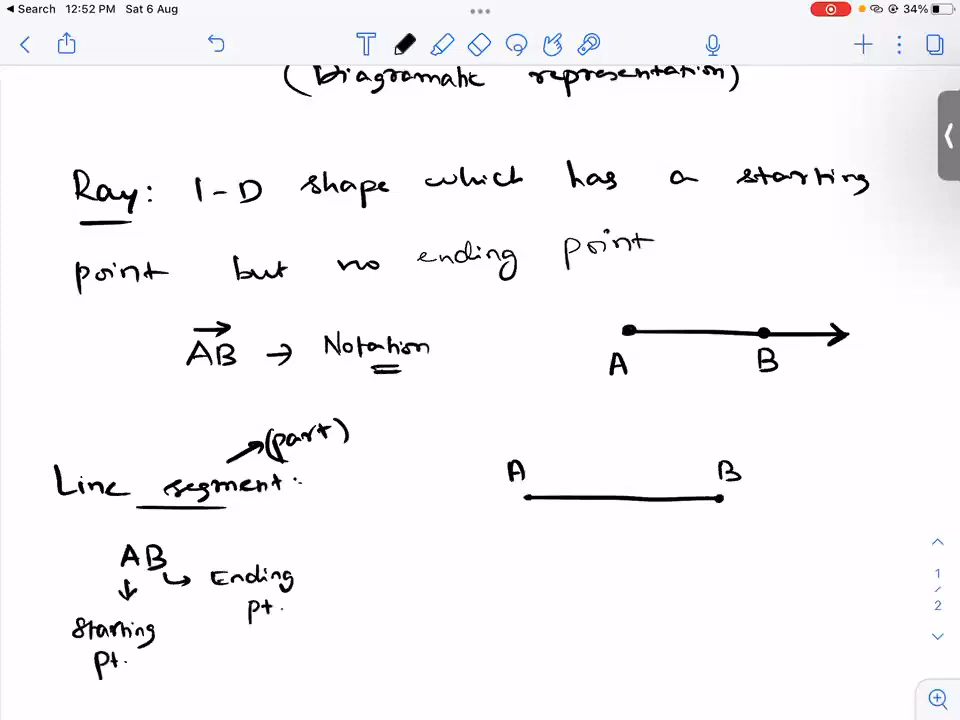 Search 12:52 PM Sat 6 Aug 34%
T
(Diagramatic representation)
Ray: 1-D shape which has a starting
point but no ending point
AB → Notation
A B
(part)
Line segment:
A B
AB
Ending
pt.
Starting
pt.
1
/
2